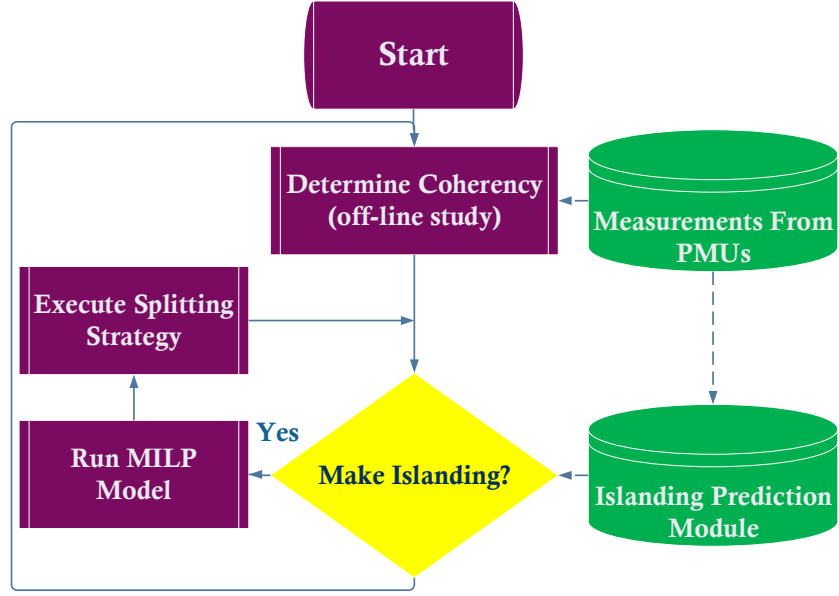 Start
Determine Coherency
(off-line study)
Measurements From
PMUs
Execute Splitting
Strategy
Yes
Run MILP
Model
Make Islanding?
Islanding Prediction
Module